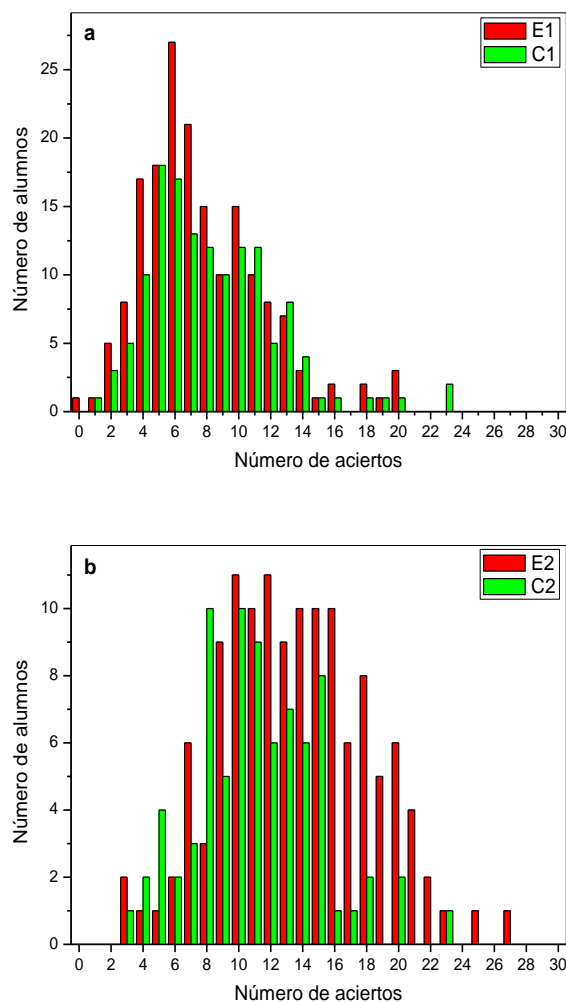 a
E1
C1
25
20
15
10
5
0
Número de alumnos
0 2 4 6 8 10 12 14 16 18 20 22 24 26 28 30
Número de aciertos
b
E2
C2
10
8
6
4
2
0
Número de alumnos
0 2 4 6 8 10 12 14 16 18 20 22 24 26 28 30
Número de aciertos